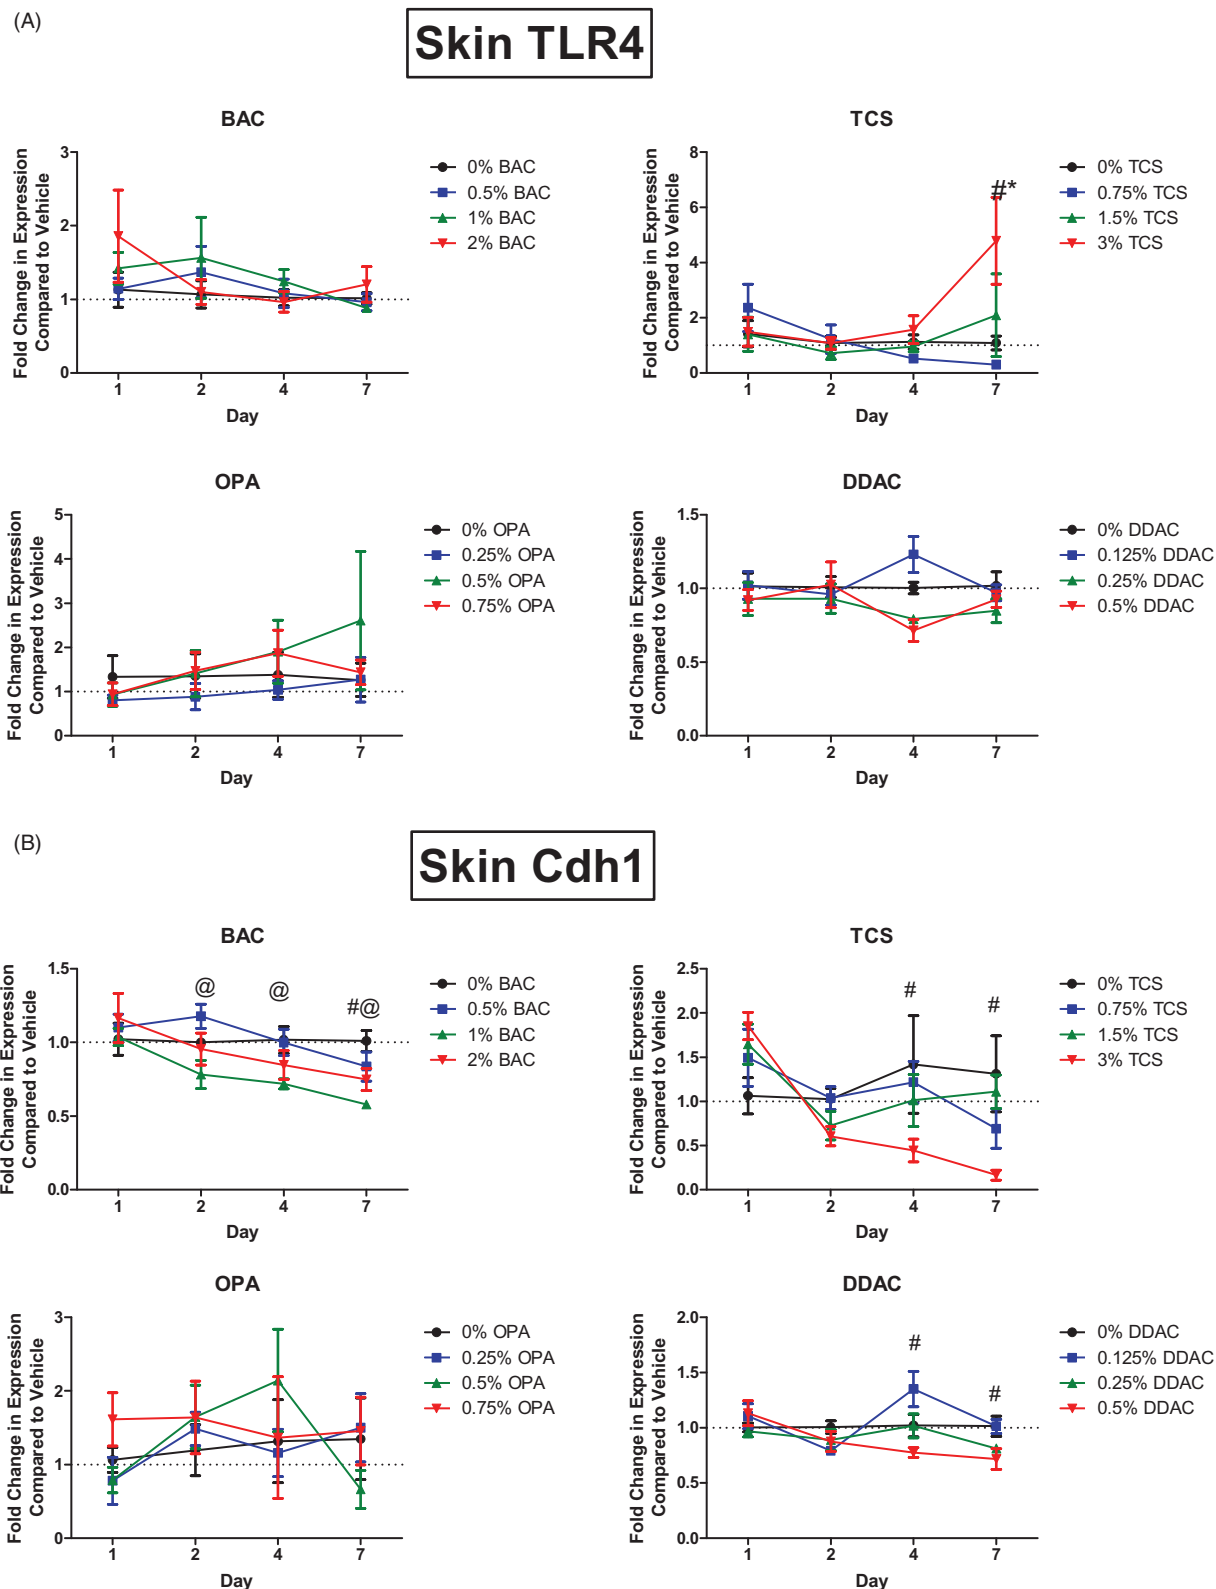 (A)
Skin TLR4
BAC
Fold Change in Expression
Compared to Vehicle
3
2
1
0
1 2 4 7
Day
0% BAC
0.5% BAC
1% BAC
2% BAC
TCS
Fold Change in Expression
Compared to Vehicle
8
6
4
2
0
1 2 4 7
Day
#*
0% TCS
0.75% TCS
1.5% TCS
3% TCS
OPA
Fold Change in Expression
Compared to Vehicle
5
4
3
2
1
0
1 2 4 7
Day
0% OPA
0.25% OPA
0.5% OPA
0.75% OPA
DDAC
Fold Change in Expression
Compared to Vehicle
1.5
1.0
0.5
0.0
1 2 4 7
Day
0% DDAC
0.125% DDAC
0.25% DDAC
0.5% DDAC
(B)
Skin Cdh1
BAC
Fold Change in Expression
Compared to Vehicle
1.5
1.0
0.5
0.0
1 2 4 7
Day
@ @ #@
0% BAC
0.5% BAC
1% BAC
2% BAC
TCS
Fold Change in Expression
Compared to Vehicle
2.5
2.0
1.5
1.0
0.5
0.0
1 2 4 7
Day
# #
0% TCS
0.75% TCS
1.5% TCS
3% TCS
OPA
Fold Change in Expression
Compared to Vehicle
3
2
1
0
1 2 4 7
Day
0% OPA
0.25% OPA
0.5% OPA
0.75% OPA
DDAC
Fold Change in Expression
Compared to Vehicle
2.0
1.5
1.0
0.5
0.0
1 2 4 7
Day
#
#
0% DDAC
0.125% DDAC
0.25% DDAC
0.5% DDAC